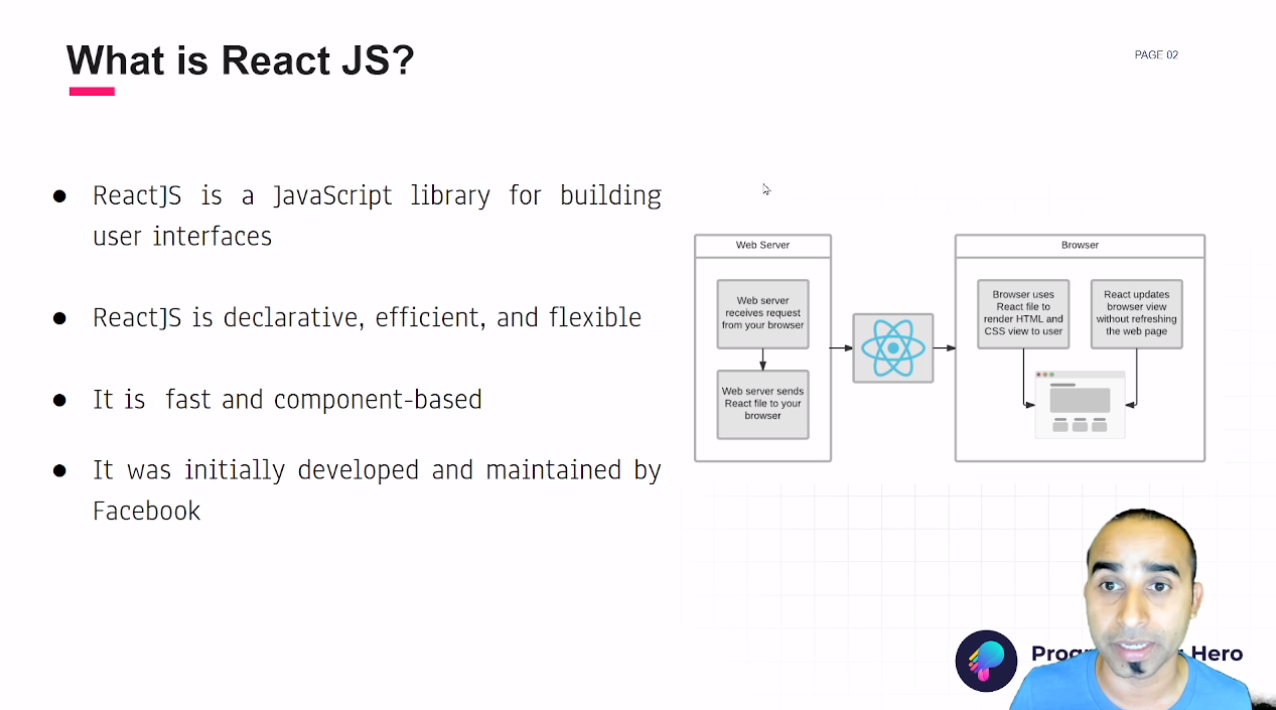 What is React JS?
PAGE 02
● ReactJS is a JavaScript library for building
user interfaces
● ReactJS is declarative, efficient, and flexible
● It is fast and component-based
● It was initially developed and maintained by
Facebook
Web Server
Web server
receives request
from your browser
Web server sends
React file to your
browser
Browser
Browser uses
React file to
render HTML and
CSS view to user
React updates
browser view
without refreshing
the web page
Hero